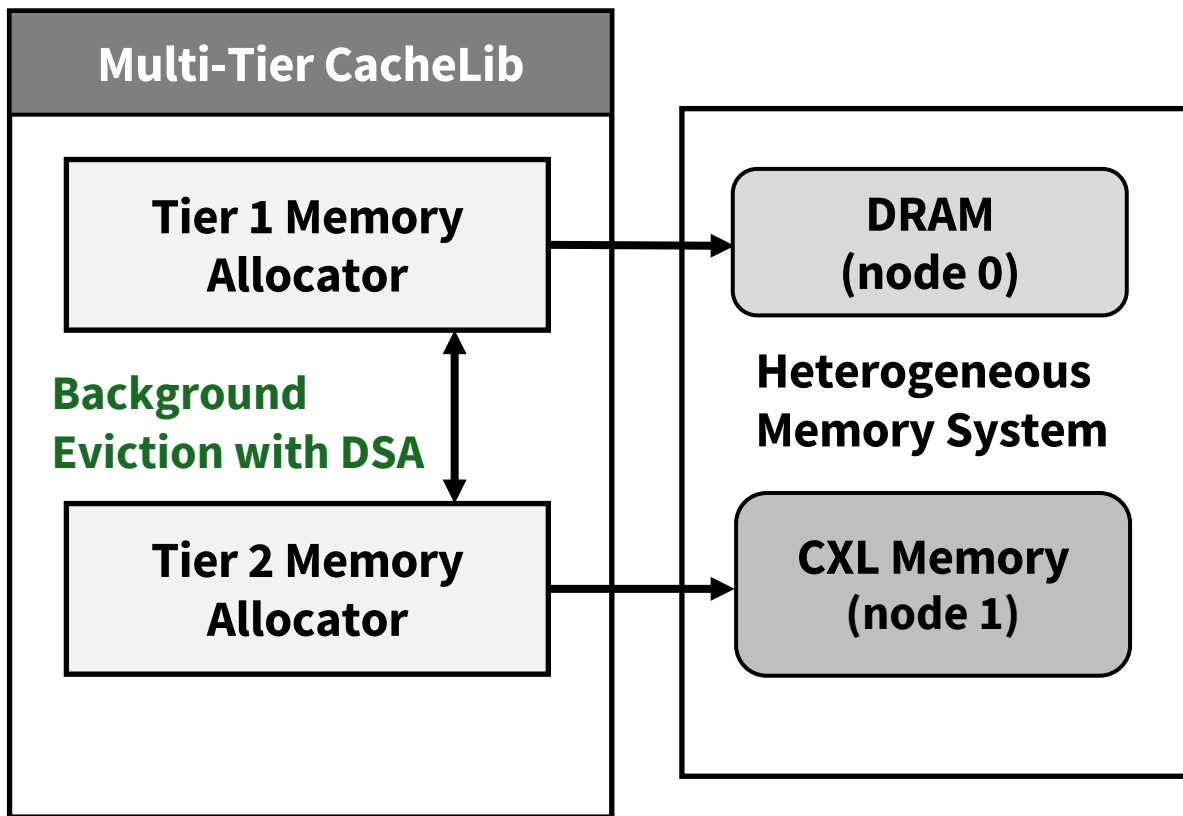 Multi-Tier CacheLib
Tier 1 Memory
Allocator
Background
Eviction with DSA
Tier 2 Memory
Allocator
DRAM
(node 0)
Heterogeneous
Memory System
CXL Memory
(node 1)